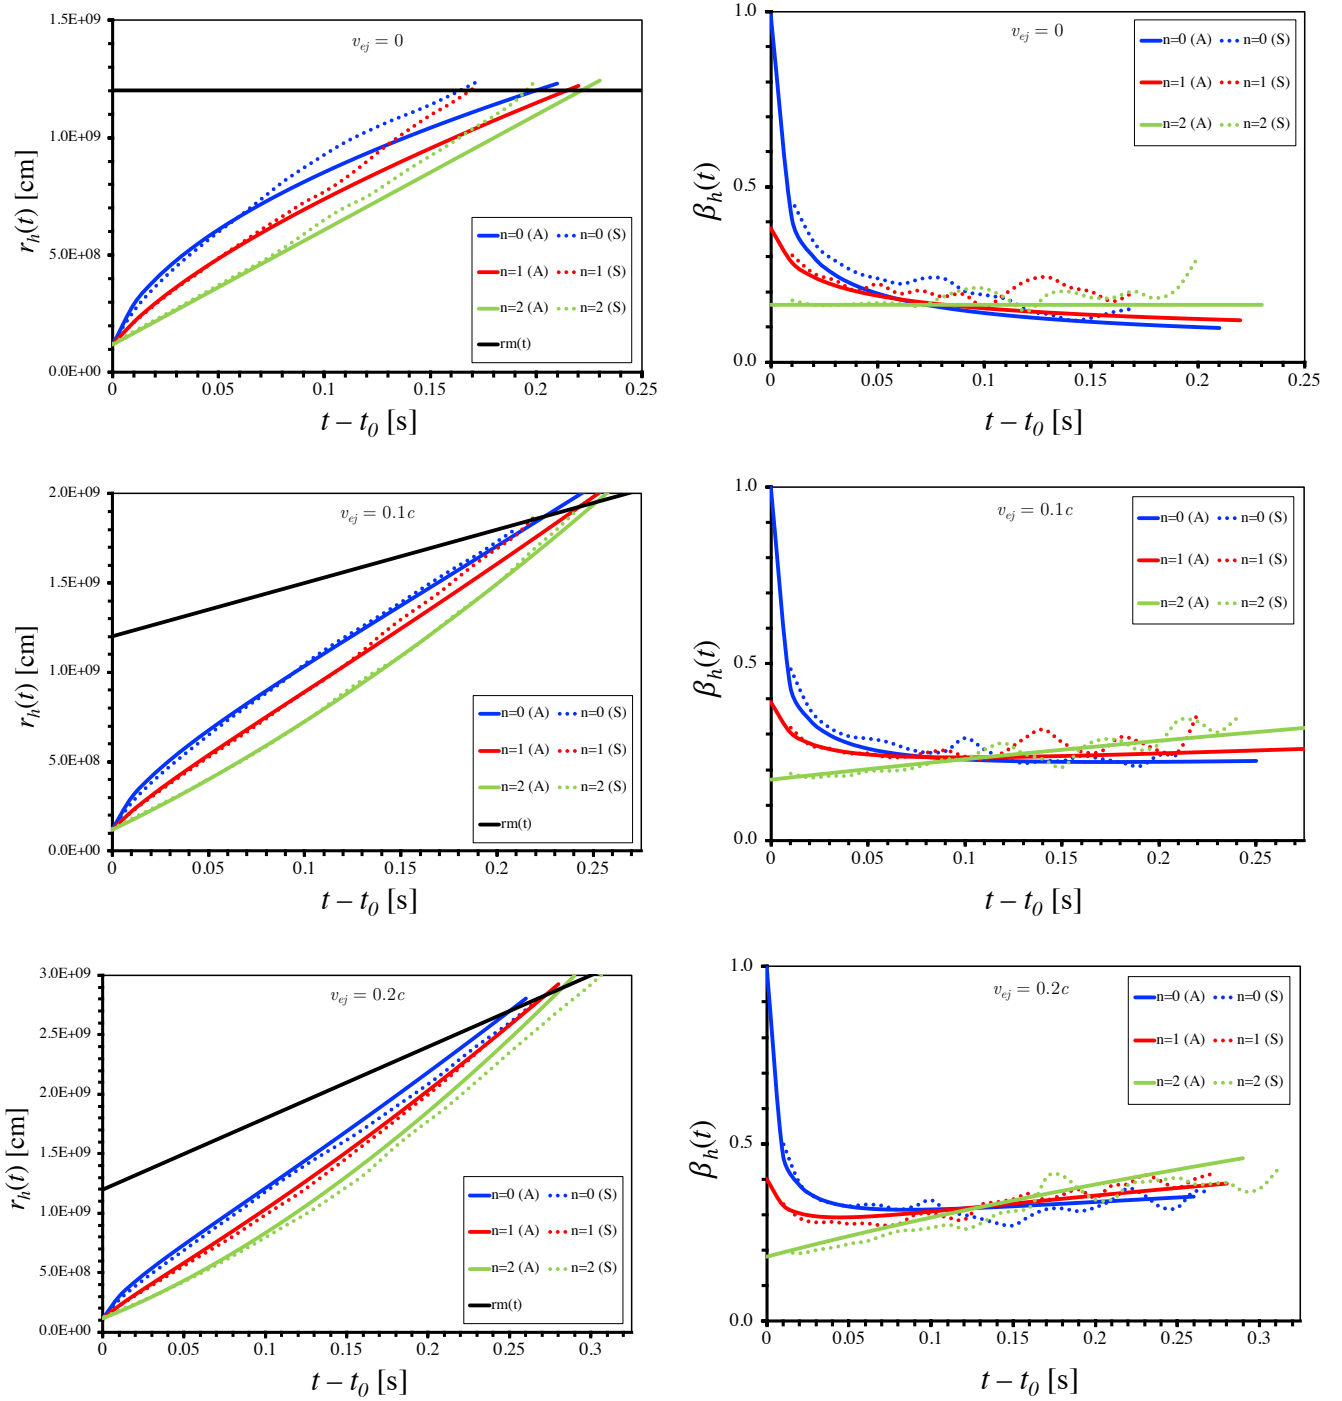 1.5E+09
1.0E+09
5.0E+08
0.0E+00
r_h(t) [cm]
v_ej = 0
n=0 (A) n=0 (S)
n=1 (A) n=1 (S)
n=2 (A) n=2 (S)
rm(t)
0 0.05 0.1 0.15 0.2 0.25
t – t_0 [s]
1.0
0.5
0.0
β_h(t)
v_ej = 0
n=0 (A) n=0 (S)
n=1 (A) n=1 (S)
n=2 (A) n=2 (S)
0 0.05 0.1 0.15 0.2 0.25
t – t_0 [s]
2.0E+09
1.5E+09
1.0E+09
5.0E+08
0.0E+00
r_h(t) [cm]
v_ej = 0.1c
n=0 (A) n=0 (S)
n=1 (A) n=1 (S)
n=2 (A) n=2 (S)
rm(t)
0 0.05 0.1 0.15 0.2 0.25
t – t_0 [s]
1.0
0.5
0.0
β_h(t)
v_ej = 0.1c
n=0 (A) n=0 (S)
n=1 (A) n=1 (S)
n=2 (A) n=2 (S)
0 0.05 0.1 0.15 0.2 0.25
t – t_0 [s]
3.0E+09
2.5E+09
2.0E+09
1.5E+09
1.0E+09
5.0E+08
0.0E+00
r_h(t) [cm]
v_ej = 0.2c
n=0 (A) n=0 (S)
n=1 (A) n=1 (S)
n=2 (A) n=2 (S)
rm(t)
0 0.05 0.1 0.15 0.2 0.25 0.3
t – t_0 [s]
1.0
0.5
0.0
β_h(t)
v_ej = 0.2c
n=0 (A) n=0 (S)
n=1 (A) n=1 (S)
n=2 (A) n=2 (S)
0 0.05 0.1 0.15 0.2 0.25 0.3
t – t_0 [s]